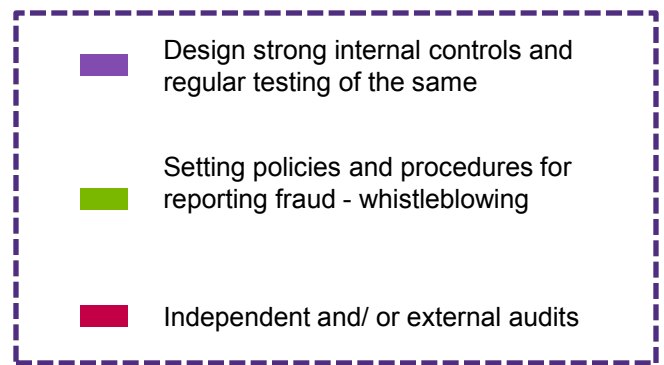 Design strong internal controls and
regular testing of the same
Setting policies and procedures for
reporting fraud - whistleblowing
Independent and/ or external audits